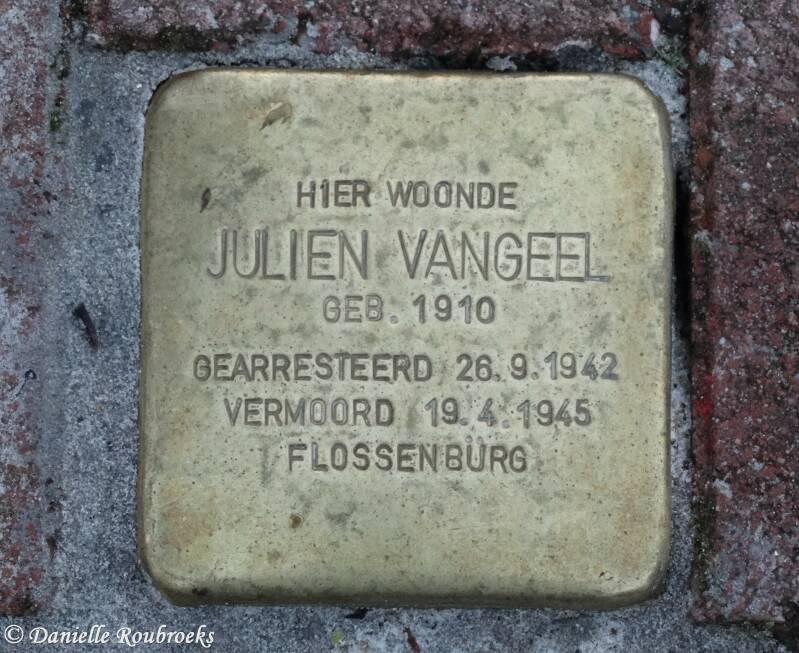 HIER WOONDE
JULIEN VANGEEL
GEB. 1910
GEARRESTEERD 26.9.1942
VERMOORD 19.4.1945
FLOSSENBÜRG
© Danielle Roubroeks